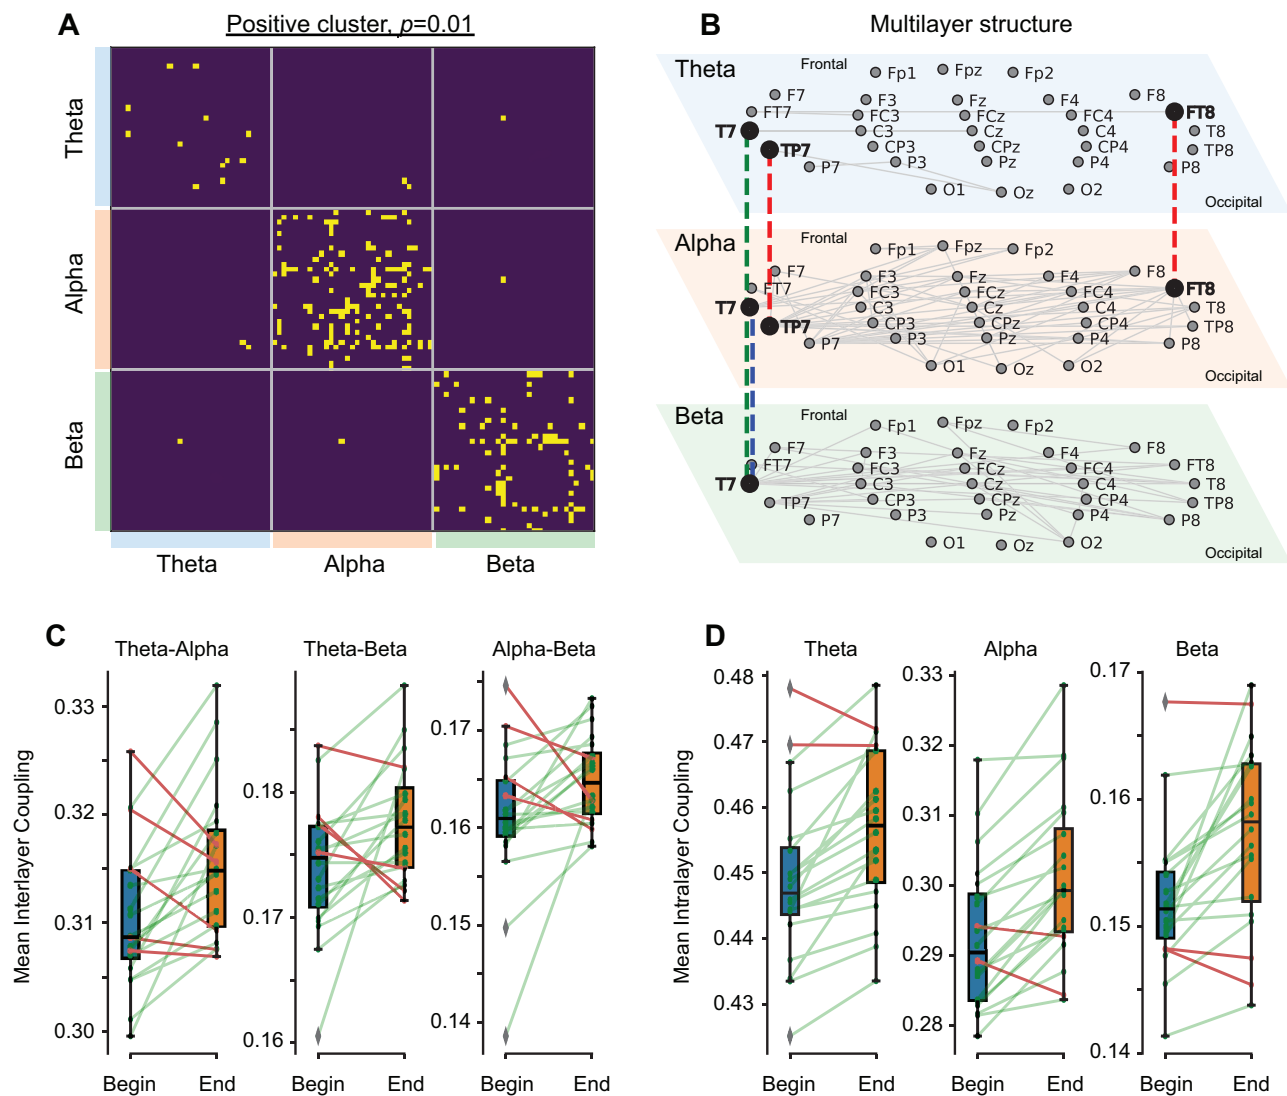 A
Positive cluster, p=0.01
Theta
Alpha
Beta
Theta
Alpha
Beta
B
Multilayer structure
Theta
Frontal
Fp1
Fpz
Fp2
F7
F3
Fz
F4
F8
FT7
FC3
FCz
FC4
FT8
T7
C3
Cz
C4
T8
TP7
CP3
CPz
CP4
TP8
P7
P3
Pz
P4
P8
O1
Oz
O2
Occipital
Alpha
Frontal
Fp1
Fpz
Fp2
F7
F3
Fz
F4
F8
FT7
FC3
FCz
FC4
FT8
T7
C3
Cz
C4
T8
TP7
CP3
CPz
CP4
TP8
P7
P3
Pz
P4
P8
O1
Oz
O2
Occipital
Beta
Frontal
Fp1
Fpz
Fp2
F7
F3
Fz
F4
F8
FT7
FC3
FCz
FC4
FT8
T7
C3
Cz
C4
T8
TP7
CP3
CPz
CP4
TP8
P7
P3
Pz
P4
P8
O1
Oz
O2
Occipital
C
Mean Interlayer Coupling
Theta-Alpha
0.33
0.32
0.31
0.30
Begin
End
Theta-Beta
0.18
0.17
0.16
Begin
End
Alpha-Beta
0.17
0.16
0.15
0.14
Begin
End
D
Mean Intralayer Coupling
Theta
0.48
0.47
0.46
0.45
0.44
0.43
Begin
End
Alpha
0.33
0.32
0.31
0.30
0.29
0.28
Begin
End
Beta
0.17
0.16
0.15
0.14
Begin
End